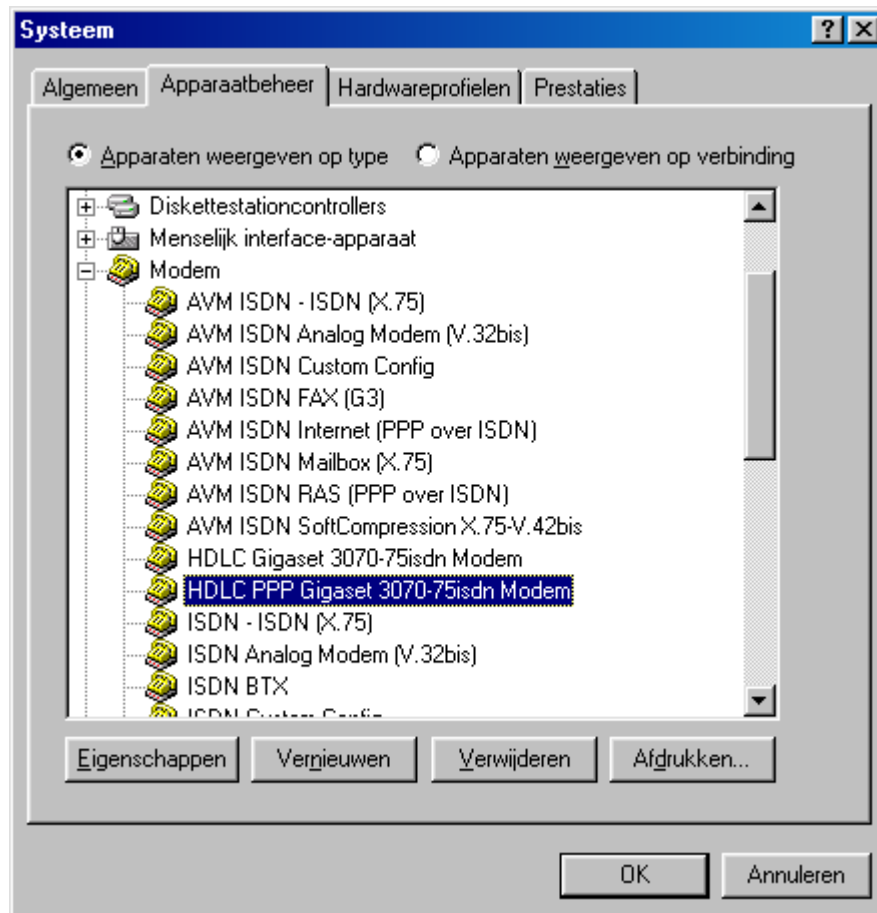 Systeem
Algemeen Apparaatbeheer Hardwareprofielen Prestaties
Apparaten weergeven op type Apparaten weergeven op verbinding
Diskettestationcontrollers
Menselijk interface-apparaat
Modem
AVM ISDN - ISDN (X.75)
AVM ISDN Analog Modem (V.32bis)
AVM ISDN Custom Config
AVM ISDN FAX (G3)
AVM ISDN Internet (PPP over ISDN)
AVM ISDN Mailbox (X.75)
AVM ISDN RAS (PPP over ISDN)
AVM ISDN SoftCompression X.75-V.42bis
HDLC Gigaset 3070-75isdn Modem
HDLC PPP Gigaset 3070-75isdn Modem
ISDN - ISDN (X.75)
ISDN Analog Modem (V.32bis)
ISDN BTX
ISDN Custom Config
Eigenschappen Vernieuwen Verwijderen Afdrukken...
OK Annuleren